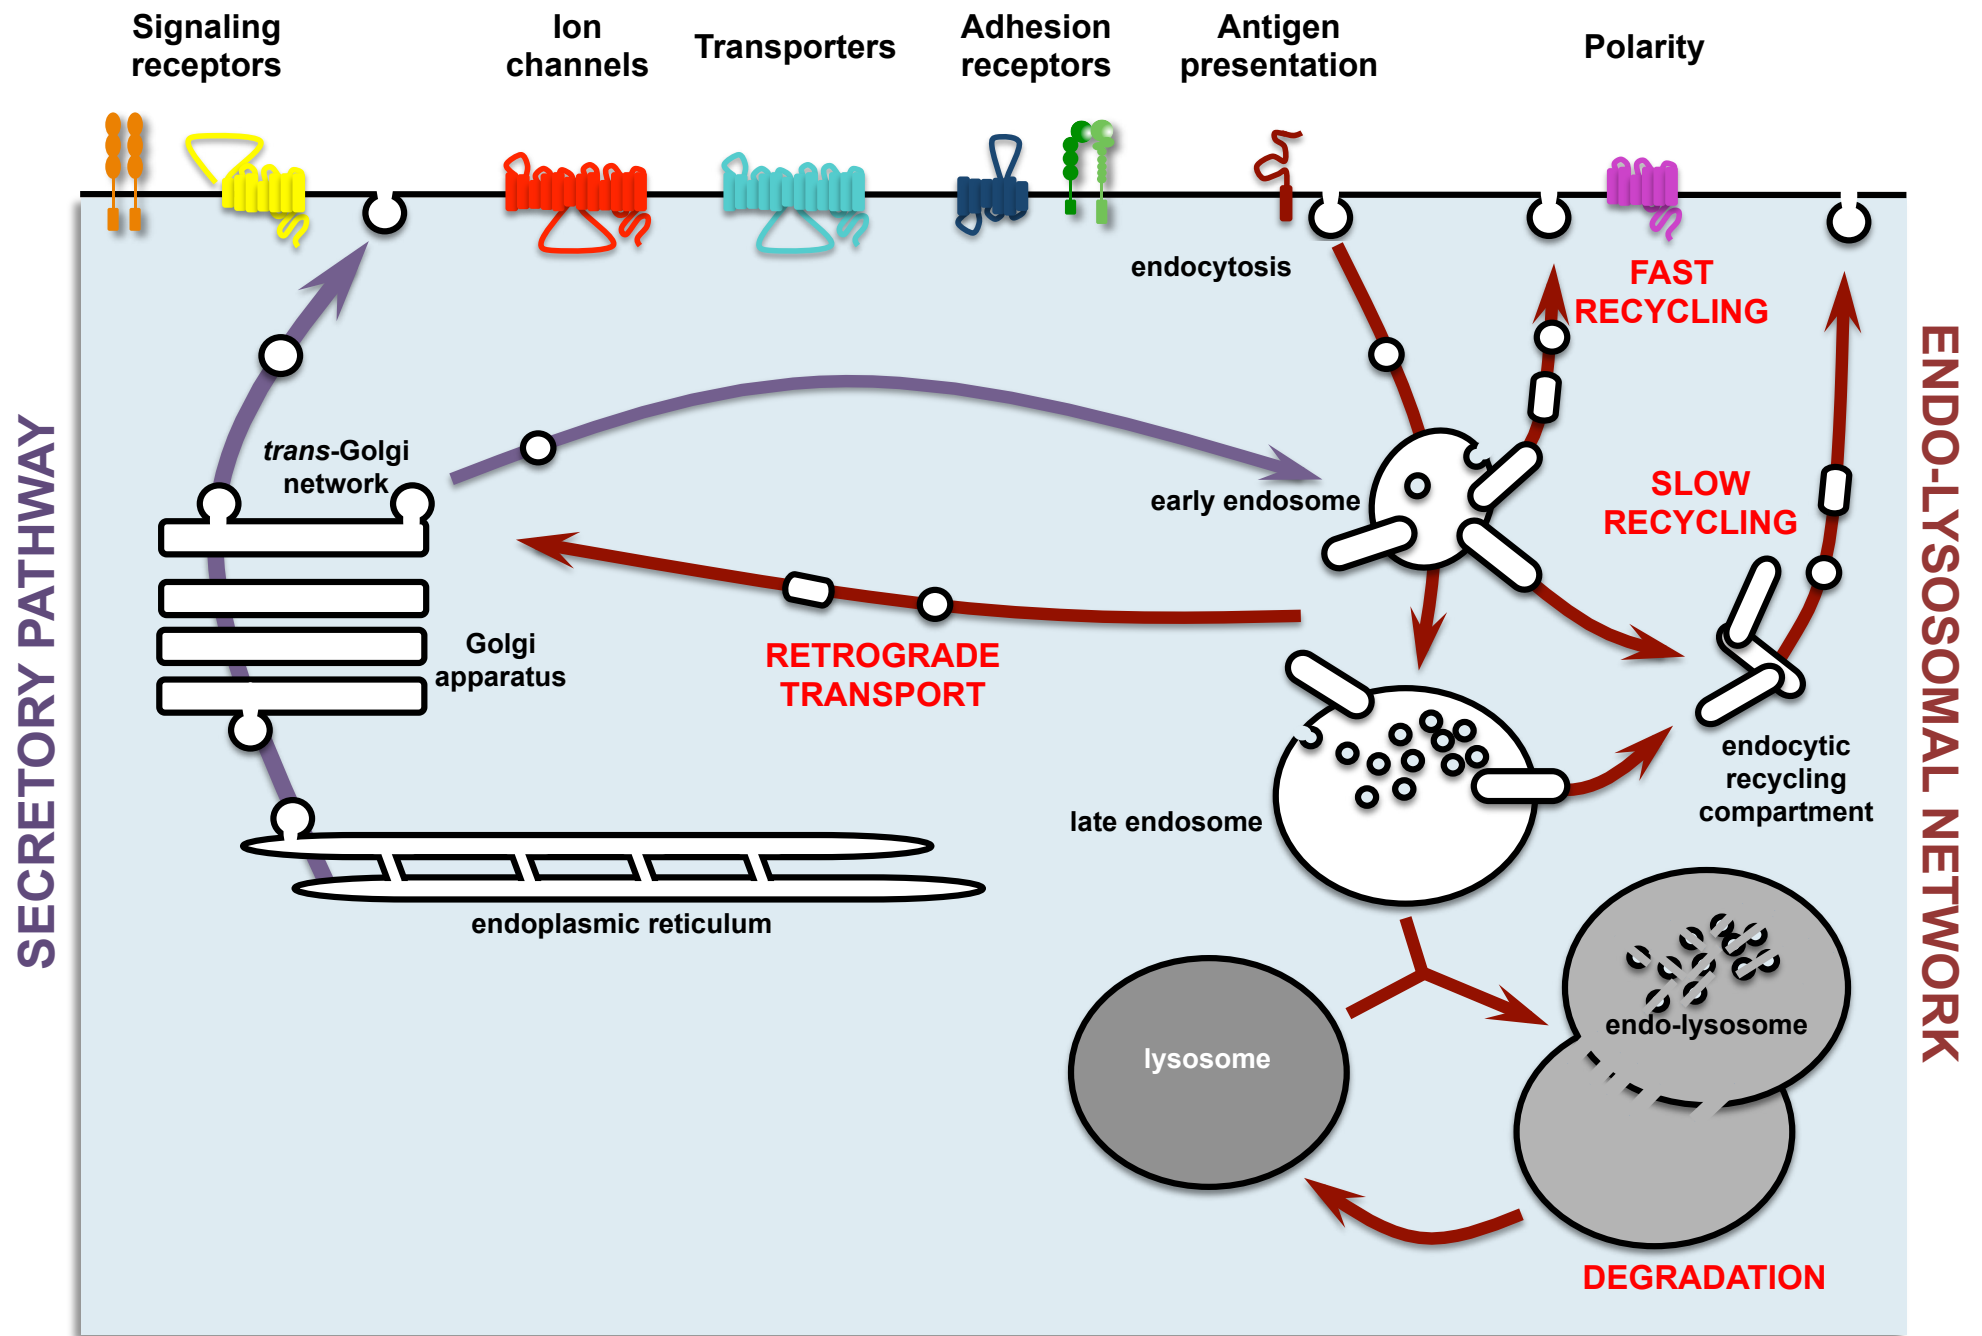 Signaling
receptors
Ion
channels
Transporters
Adhesion
receptors
Antigen
presentation
Polarity
endocytosis
FAST
RECYCLING
trans-Golgi
network
early endosome
SLOW
RECYCLING
Golgi
apparatus
RETROGRADE
TRANSPORT
endocytic
recycling
compartment
late endosome
endoplasmic reticulum
endo-lysosome
lysosome
DEGRADATION
SECRETORY PATHWAY
ENDO-LYSOSOMAL NETWORK